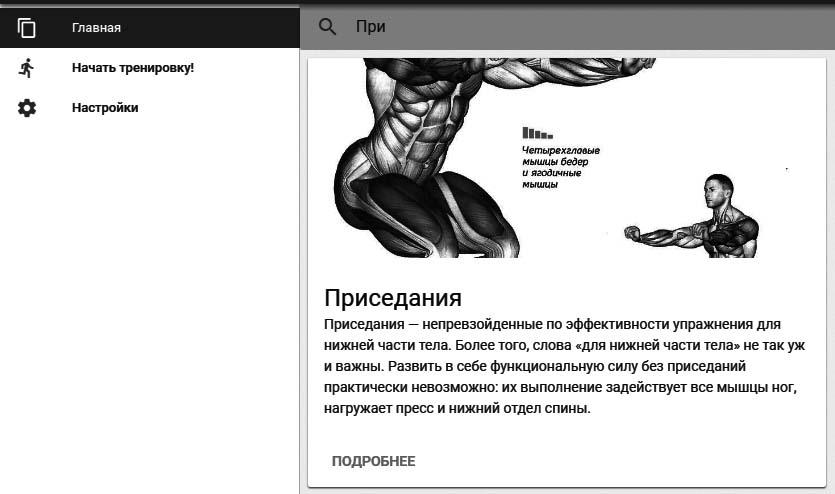 Главная
Начать тренировку!
Настройки
При
Четырехглавые
мышцы бедер
и ягодичные
мышцы
Приседания
Приседания — непревзойденные по эффективности упражнения для
нижней части тела. Более того, слова «для нижней части тела» не так уж
и важны. Развить в себе функциональную силу без приседаний
практически невозможно: их выполнение задействует все мышцы ног,
нагружает пресс и нижний отдел спины.
ПОДРОБНЕЕ